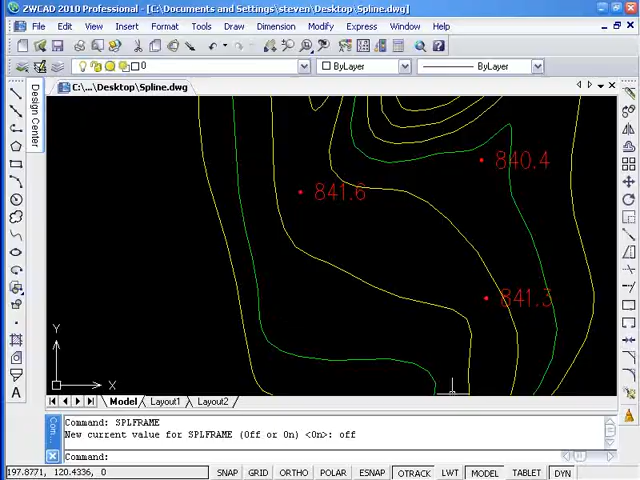 ZWCAD 2010 Professional - [C:\Documents and Settings\steven\Desktop\Spline.dwg]
File Edit View Insert Format Tools Draw Dimension Modify Express Window Help
0 ByLayer ByLayer
C:\...\Desktop\Spline.dwg
Design Center
840.4
841.6
841.3
Y
X
Model Layout1 Layout2
Com...
Command: SPLFRAME
New current value for SPLFRAME (Off or On) <On>: off
Command:
197.8771, 120.4336, 0 SNAP GRID ORTHO POLAR ESNAP OTRACK LWT MODEL TABLET DYN